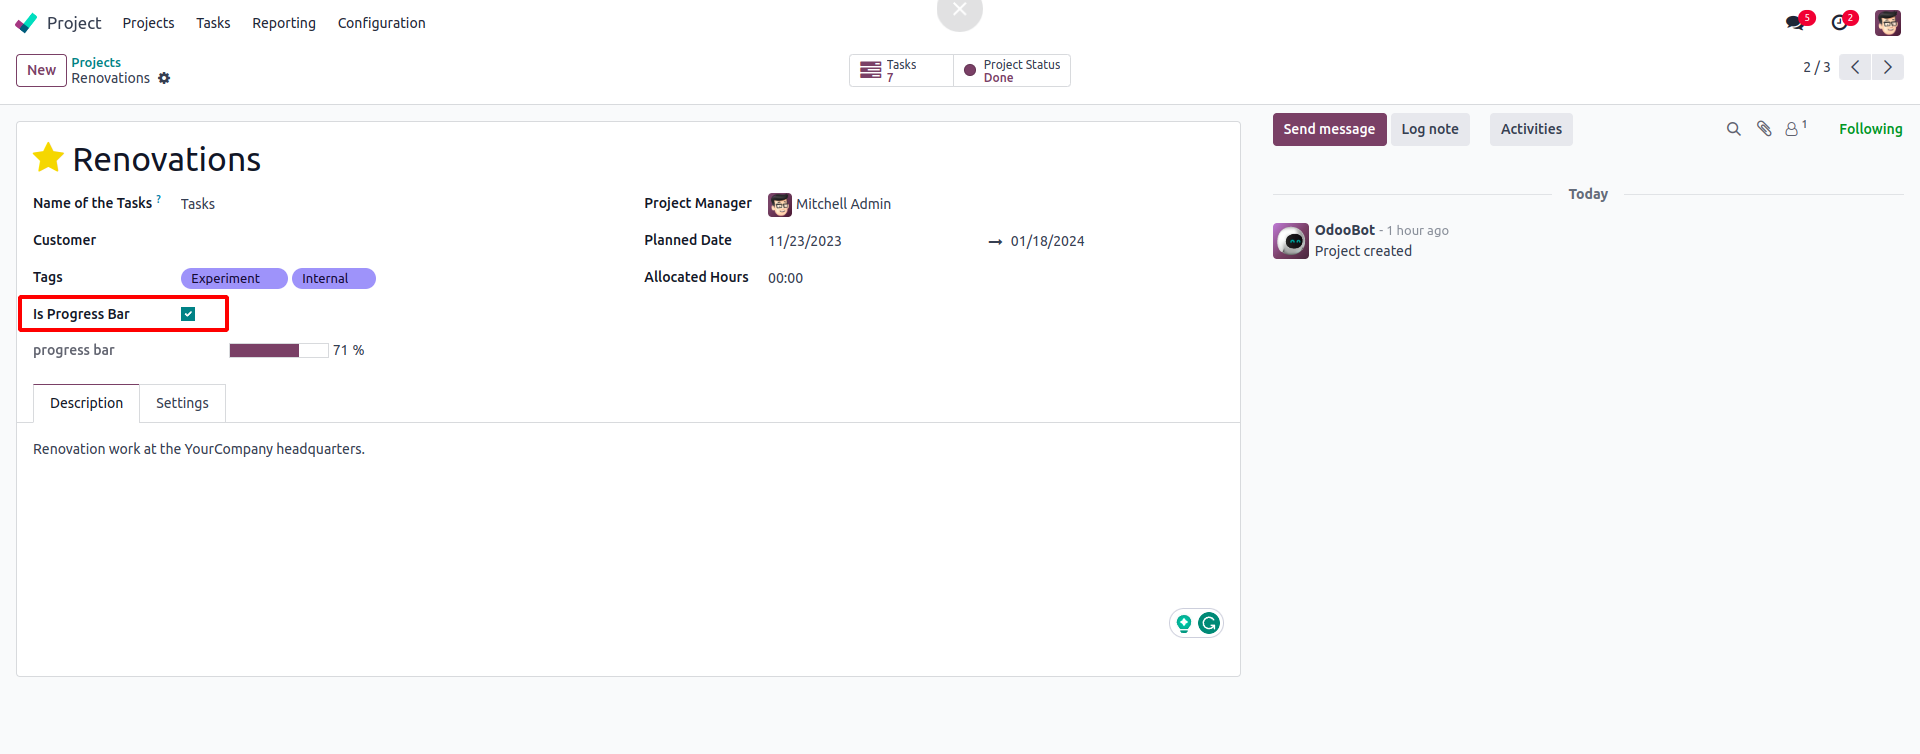 Project Projects Tasks Reporting Configuration 5 2
New Projects Renovations
Tasks 7 Project Status Done
2 / 3
Renovations
Name of the Tasks ? Tasks
Customer
Tags Experiment Internal
Is Progress Bar
progress bar 71 %
Project Manager Mitchell Admin
Planned Date 11/23/2023 → 01/18/2024
Allocated Hours 00:00
Description Settings
Renovation work at the YourCompany headquarters.
Send message Log note Activities 1 Following
Today
OdooBot - 1 hour ago
Project created